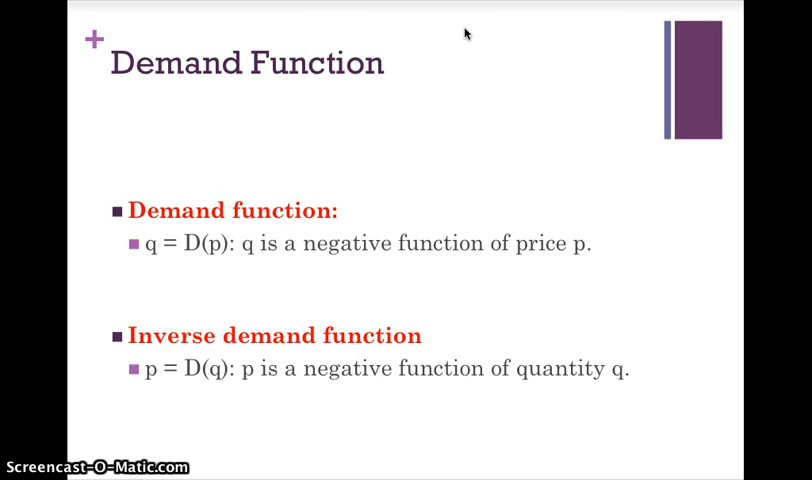 +
Demand Function
Demand function:
q = D(p): q is a negative function of price p.
Inverse demand function
p = D(q): p is a negative function of quantity q.
Screencast-O-Matic.com